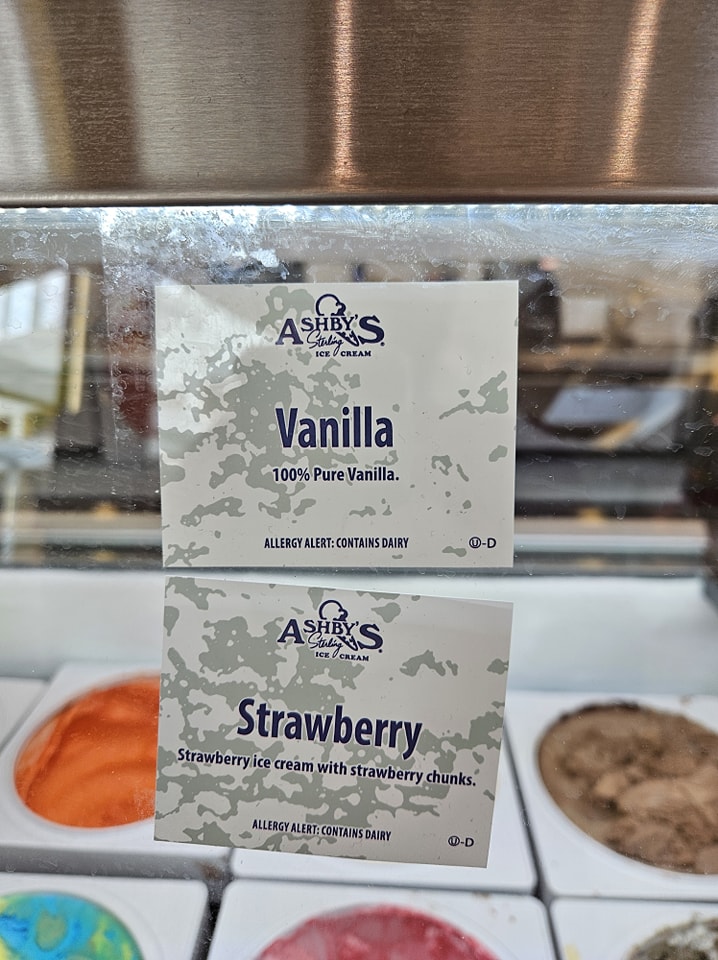 ASHBY'S
Sterling
ICE CREAM
Vanilla
100% Pure Vanilla.
ALLERGY ALERT: CONTAINS DAIRY
Ⓤ-D
ASHBY'S
Sterling
ICE CREAM
Strawberry
Strawberry ice cream with strawberry chunks.
ALLERGY ALERT: CONTAINS DAIRY
Ⓤ-D